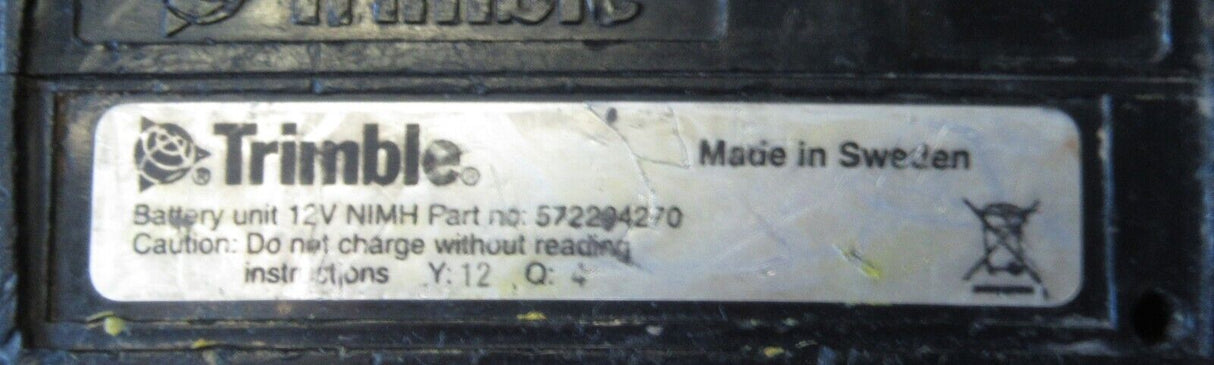 Trimble
Trimble®
Made in Sweden
Battery unit 12V NIMH Part no: 572204270
Caution: Do not charge without reading
instructions Y: 12 Q: 4